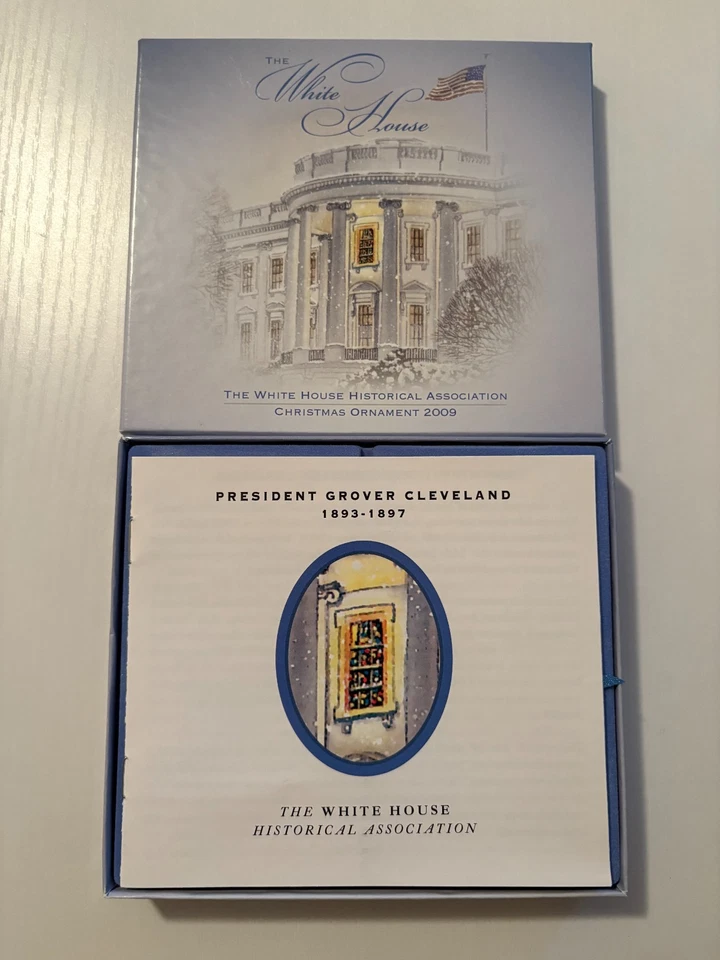 THE
White
House
THE WHITE HOUSE HISTORICAL ASSOCIATION
CHRISTMAS ORNAMENT 2009
PRESIDENT GROVER CLEVELAND
1893-1897
THE WHITE HOUSE
HISTORICAL ASSOCIATION